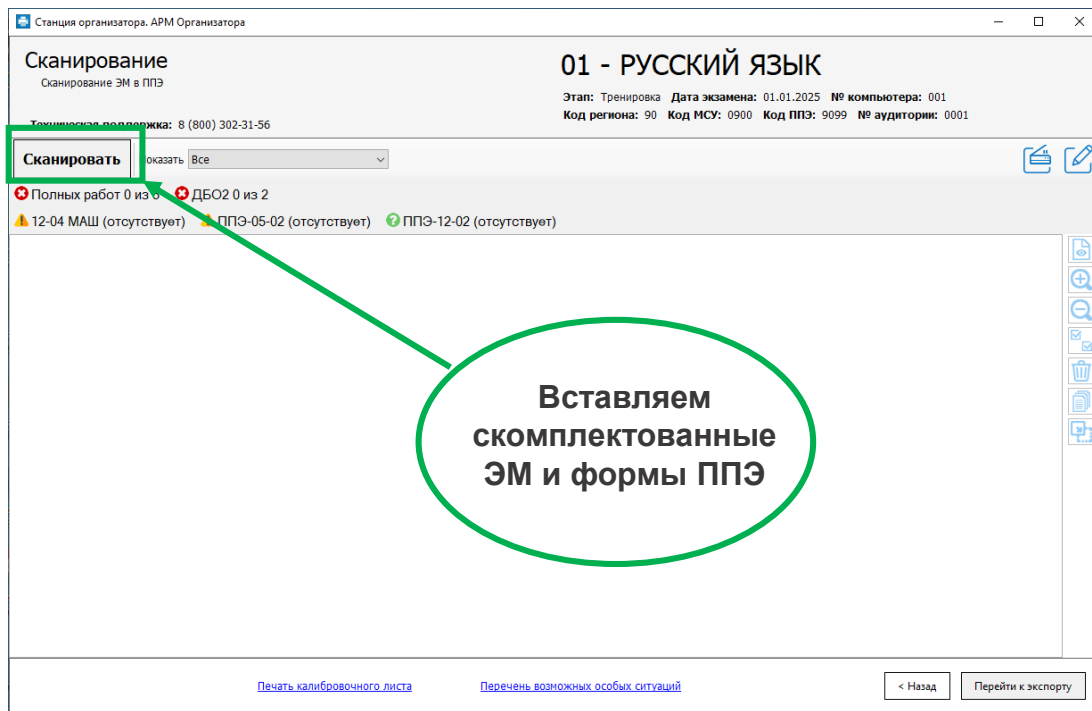 Станция организатора. АРМ Организатора
Сканирование
Сканирование ЭМ в ППЭ
01 - РУССКИЙ ЯЗЫК
Этап: Тренировка Дата экзамена: 01.01.2025 № компьютера: 001
Код региона: 90 Код МСУ: 0900 Код ППЭ: 9099 № аудитории: 0001
Техническая поддержка: 8 (800) 302-31-56
Сканировать Показать Все
Полных работ 0 из ДБО2 0 из 2
12-04 МАШ (отсутствует) ППЭ-05-02 (отсутствует) ППЭ-12-02 (отсутствует)
Вставляем
скомплектованные
ЭМ и формы ППЭ
Печать калибровочного листа Перечень возможных особых ситуаций < Назад Перейти к экспорту